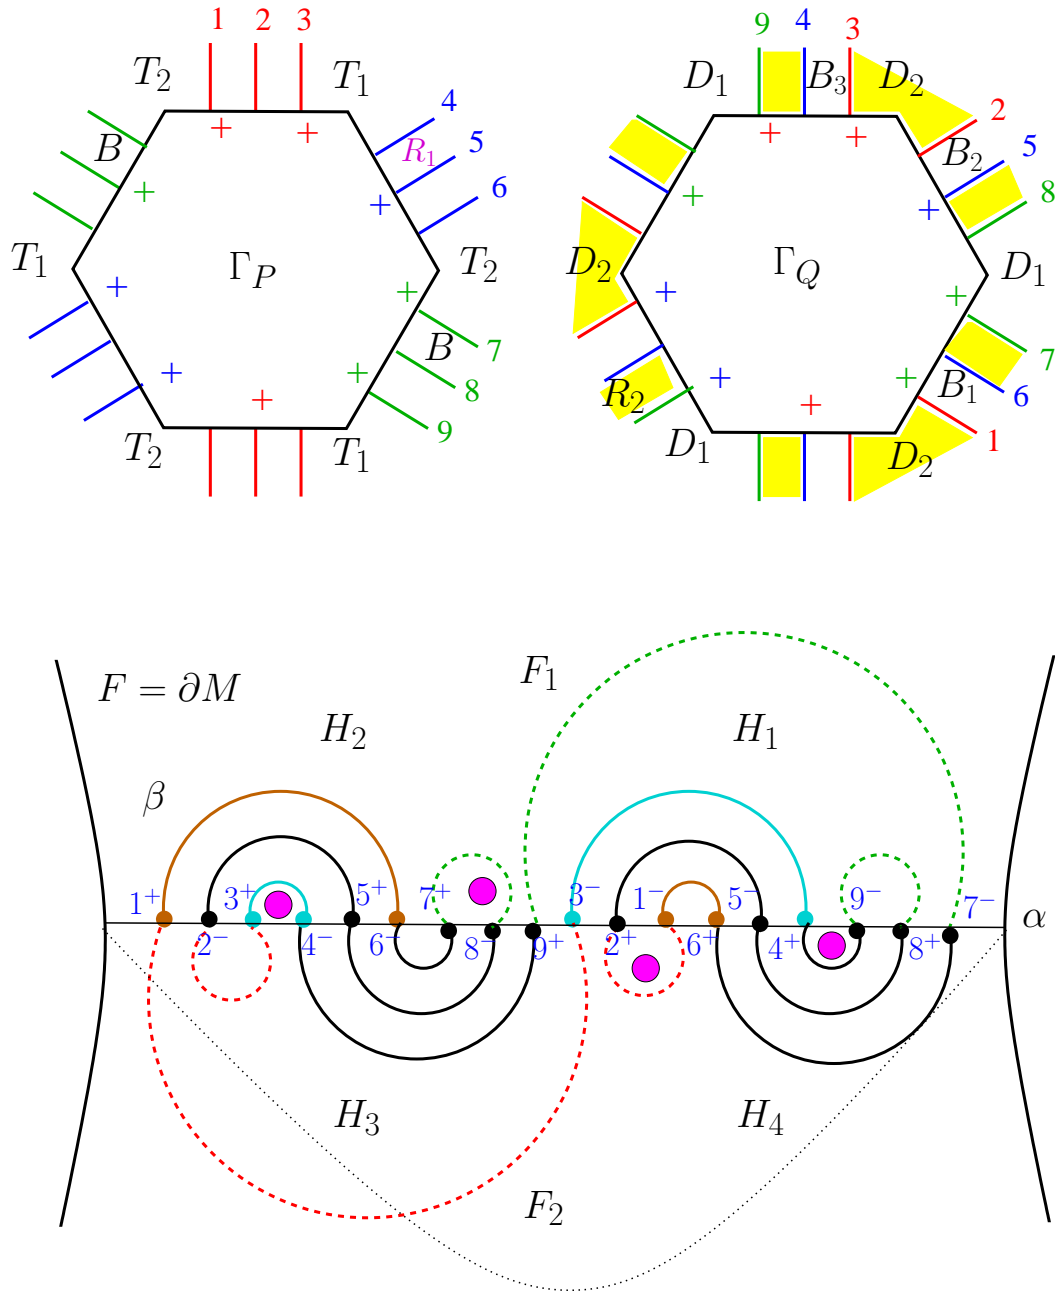 1 2 3
T₂ T₁
+ +
4
B R₁ 5
+ + 6
T₁ Γ_P T₂
+ +
B 7
+ + 8
+ 9
T₂ T₁
9 4 3
D₁ B₃ D₂
+ + 2
B₂ 5
+ + 8
D₂ Γ_Q D₁
+ +
7
R₂ + + B₁ 6
+ 1
D₁ D₂
F = ∂M F₁
H₂ H₁
β
1⁺ 3⁺ 5⁺ 7⁺ 3⁻ 1⁻ 5⁻ 9⁻ 7⁻ α
2⁻ 4⁻ 6⁻ 8⁻ 9⁺ 2⁺ 6⁺ 4⁺ 8⁺
H₃ H₄
F₂